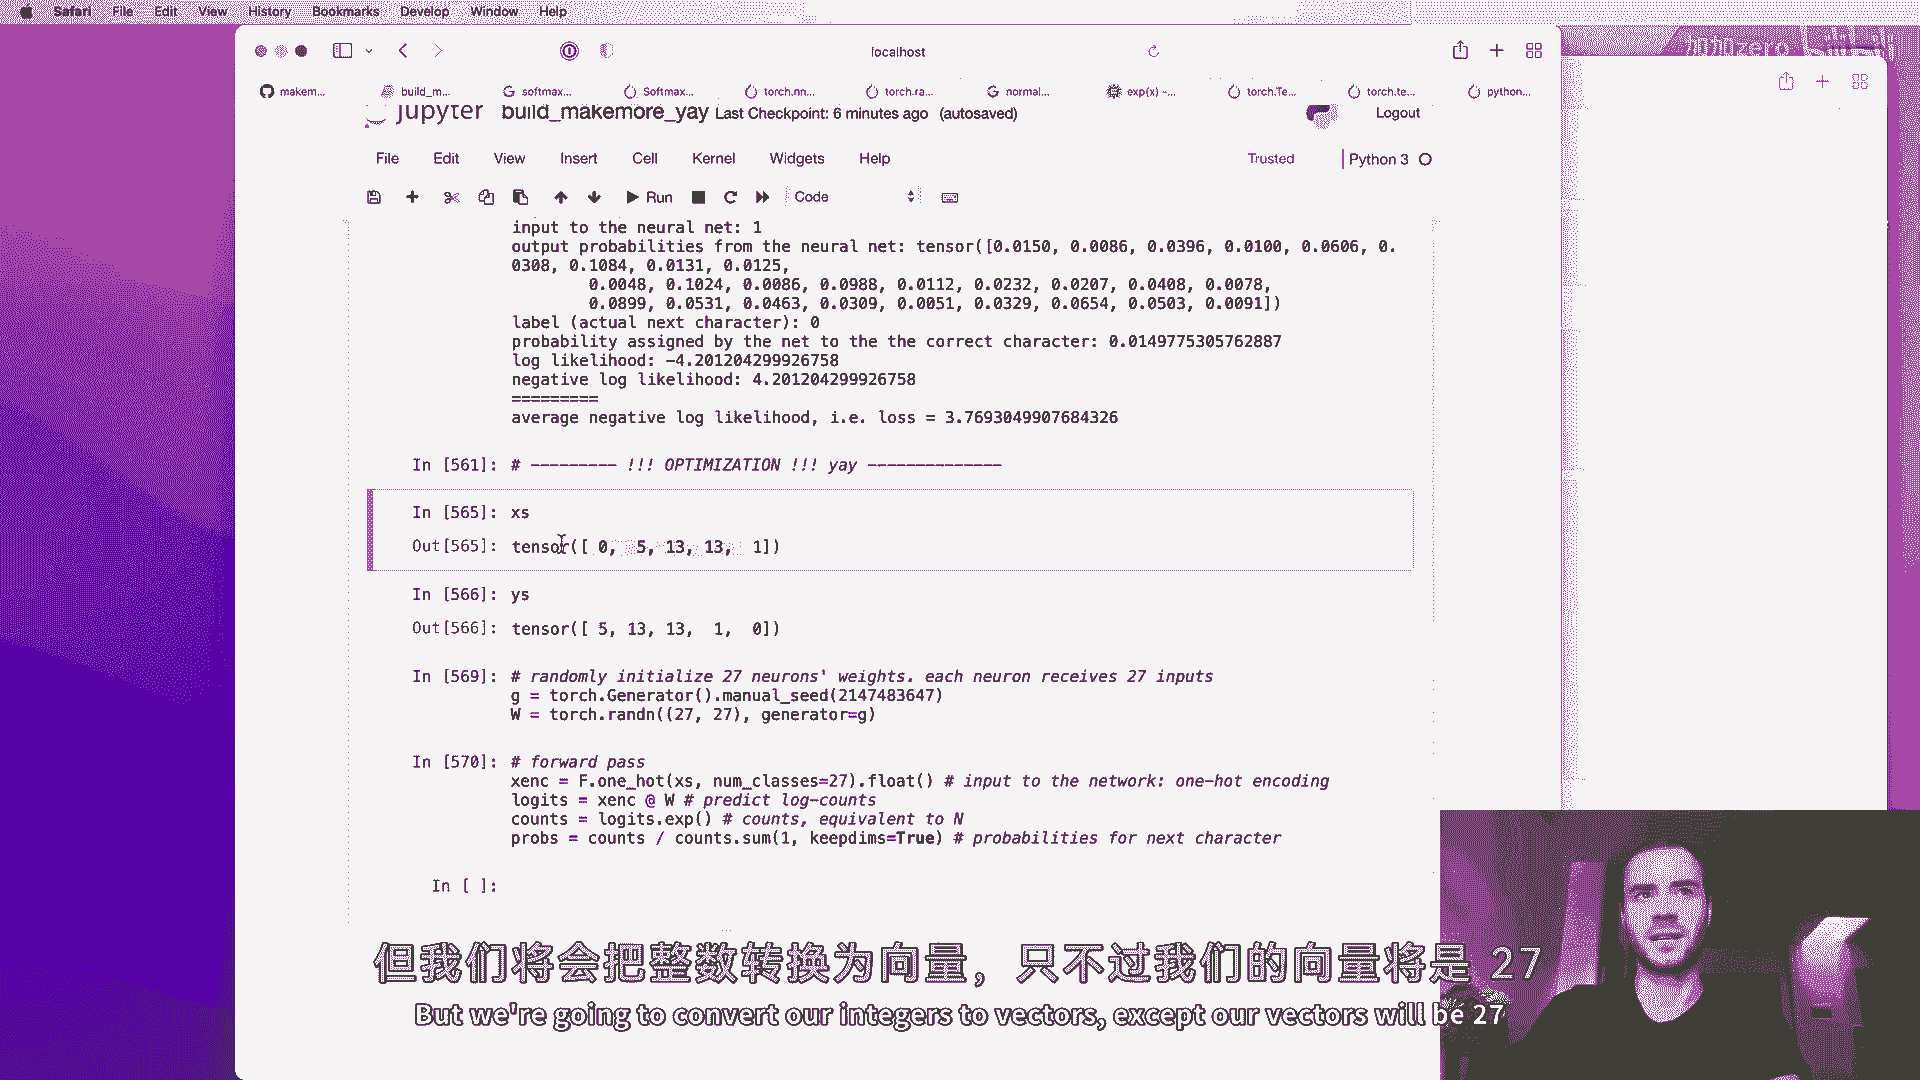 Safari File Edit View History Bookmarks Develop Window Help
localhost
makem... build_m... softmax... Softmax... torch.nn... torch.ra... normal... exp(x) -... torch.Te... torch.te... python...
jupyter build_makemore_yay Last Checkpoint: 6 minutes ago (autosaved) Logout
File Edit View Insert Cell Kernel Widgets Help Trusted Python 3
Run Code
input to the neural net: 1
output probabilities from the neural net: tensor([0.0150, 0.0086, 0.0396, 0.0100, 0.0606, 0.
0308, 0.1084, 0.0131, 0.0125,
0.0048, 0.1024, 0.0086, 0.0988, 0.0112, 0.0232, 0.0207, 0.0408, 0.0078,
0.0899, 0.0531, 0.0463, 0.0309, 0.0051, 0.0329, 0.0654, 0.0503, 0.0091])
label (actual next character): 0
probability assigned by the net to the the correct character: 0.0149775305762887
log likelihood: -4.201204299926758
negative log likelihood: 4.201204299926758
=========
average negative log likelihood, i.e. loss = 3.7693049907684326
In [561]: # --------- !!! OPTIMIZATION !!! yay --------------
In [565]: xs
Out[565]: tensor([ 0, 5, 13, 13, 1])
In [566]: ys
Out[566]: tensor([ 5, 13, 13, 1, 0])
In [569]: # randomly initialize 27 neurons' weights. each neuron receives 27 inputs
g = torch.Generator().manual_seed(2147483647)
W = torch.randn((27, 27), generator=g)
In [570]: # forward pass
xenc = F.one_hot(xs, num_classes=27).float() # input to the network: one-hot encoding
logits = xenc @ W # predict log-counts
counts = logits.exp() # counts, equivalent to N
probs = counts / counts.sum(1, keepdims=True) # probabilities for next character
In [ ]:
但我们将会把整数转换为向量，只不过我们的向量将是 27
But we're going to convert our integers to vectors, except our vectors will be 27